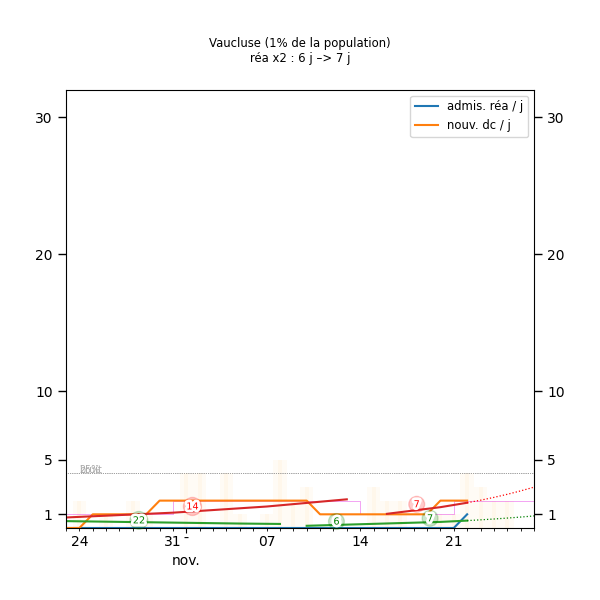 Vaucluse (1% de la population)
réa x2 : 6 j –> 7 j
admis. réa / j
nouv. dc / j
30 30
20 20
10 10
5 5
1 1
14
7
22
6
7
24 31 - 07 14 21
nov.